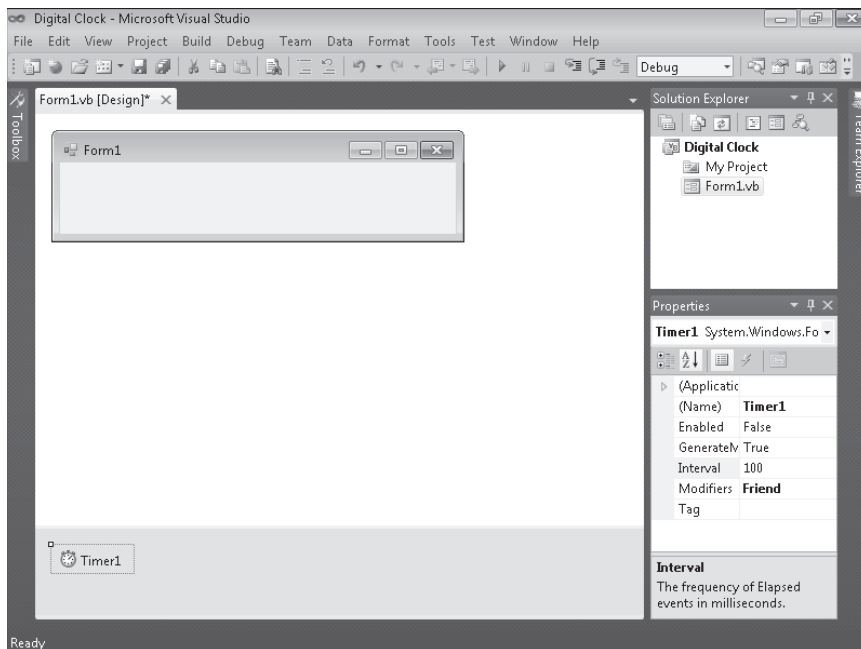 Digital Clock - Microsoft Visual Studio
File Edit View Project Build Debug Team Data Format Tools Test Window Help
Debug
Toolbox
Form1.vb [Design]*
Form1
Timer1
Solution Explorer
Digital Clock
My Project
Form1.vb
Team Explorer
Properties
Timer1 System.Windows.Fo
(Applicatic
(Name) Timer1
Enabled False
GenerateM True
Interval 100
Modifiers Friend
Tag
Interval
The frequency of Elapsed
events in milliseconds.
Ready